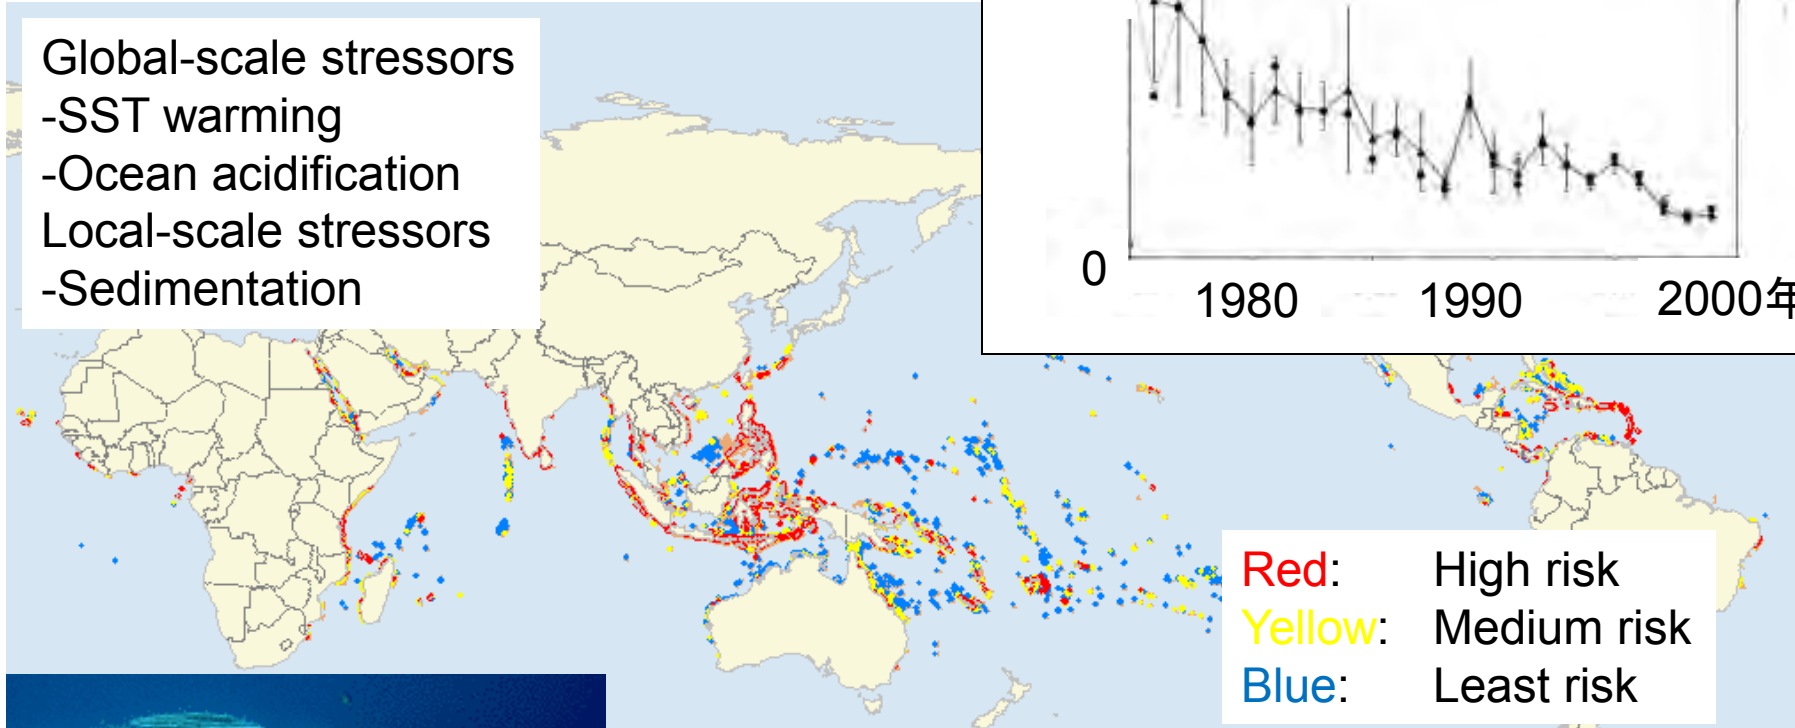 Global-scale stressors
-SST warming
-Ocean acidification
Local-scale stressors
-Sedimentation
0
1980
1990
2000年
Red: High risk
Yellow: Medium risk
Blue: Least risk